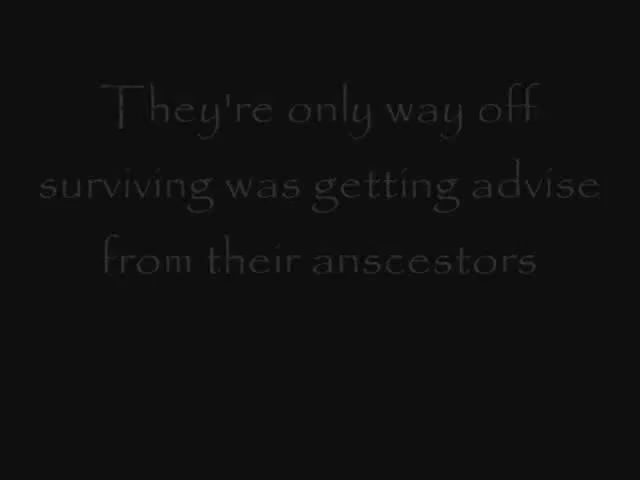 They're only way off
surviving was getting advise
from their anscestors